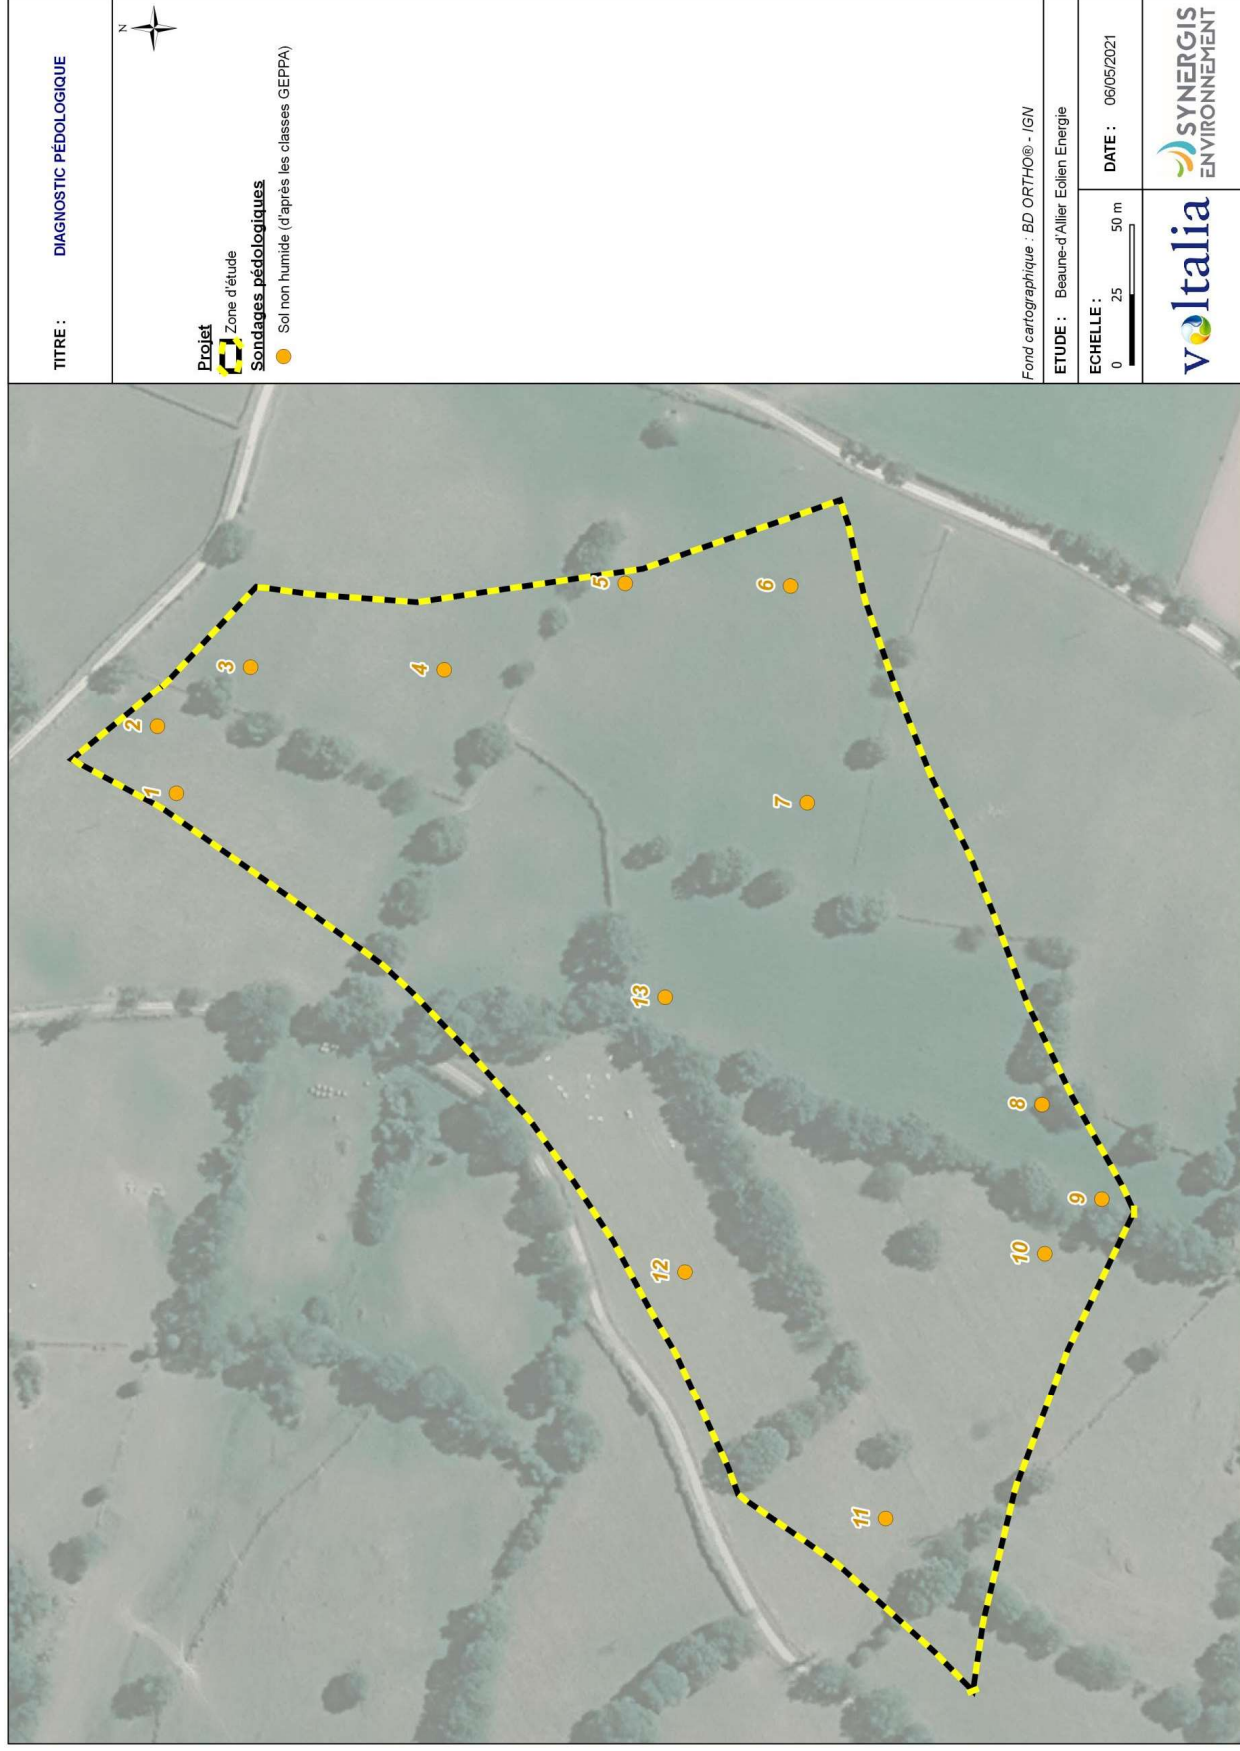 TITRE : DIAGNOSTIC PÉDOLOGIQUE
N
Projet
Zone d'étude
Sondages pédologiques
Sol non humide (d'après les classes GEPPA)
Fond cartographique : BD ORTHO® - IGN
ETUDE : Beaune-d'Allier Eolien Energie
ECHELLE :
0 25 50 m
DATE : 06/05/2021
voltalia
SYNERGIS
ENVIRONNEMENT
1
2
3
4
5
6
7
8
9
10
11
12
13